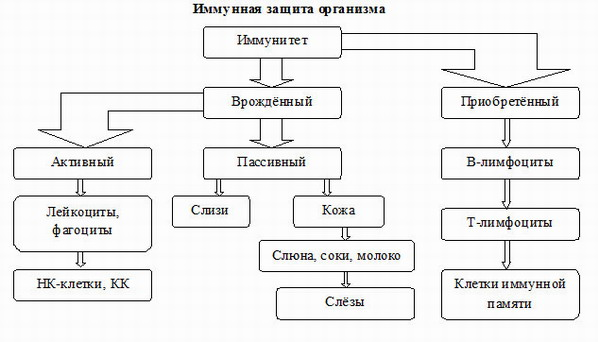 Иммунная защита организма
Иммунитет
Врождённый
Приобретённый
Активный
Пассивный
В-лимфоциты
Лейкоциты,
фагоциты
Слизи
Кожа
Т-лимфоциты
Слюна, соки, молоко
НК-клетки, КК
Слёзы
Клетки иммунной
памяти